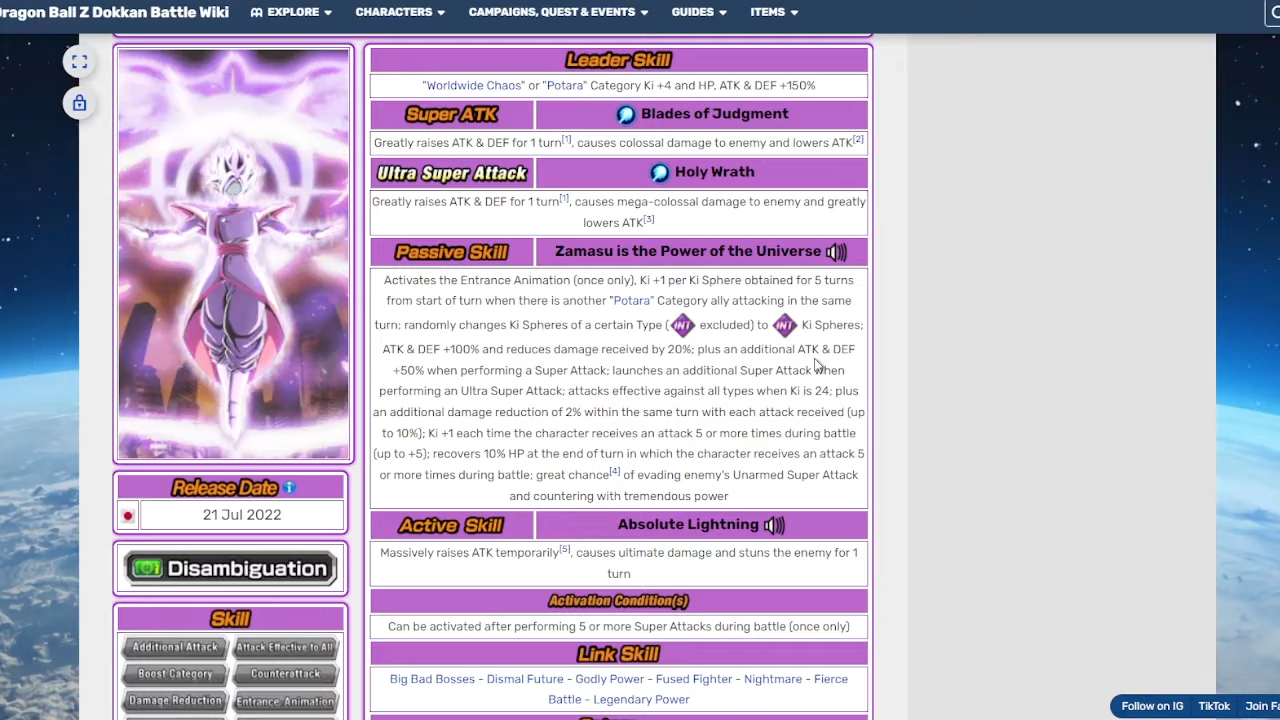 Dragon Ball Z Dokkan Battle Wiki
EXPLORE
CHARACTERS
CAMPAIGNS, QUEST & EVENTS
GUIDES
ITEMS
Leader Skill
"Worldwide Chaos" or "Potara" Category Ki +4 and HP, ATK & DEF +150%
Super ATK
Blades of Judgment
Greatly raises ATK & DEF for 1 turn[1], causes colossal damage to enemy and lowers ATK[2]
Ultra Super Attack
Holy Wrath
Greatly raises ATK & DEF for 1 turn[1], causes mega-colossal damage to enemy and greatly
lowers ATK[3]
Passive Skill
Zamasu is the Power of the Universe
Activates the Entrance Animation (once only), Ki +1 per Ki Sphere obtained for 5 turns
from start of turn when there is another "Potara" Category ally attacking in the same
turn; randomly changes Ki Spheres of a certain Type (INT excluded) to INT Ki Spheres;
ATK & DEF +100% and reduces damage received by 20%; plus an additional ATK & DEF
+50% when performing a Super Attack; launches an additional Super Attack when
performing an Ultra Super Attack; attacks effective against all types when Ki is 24; plus
an additional damage reduction of 2% within the same turn with each attack received (up
to 10%); Ki +1 each time the character receives an attack 5 or more times during battle
(up to +5); recovers 10% HP at the end of turn in which the character receives an attack 5
or more times during battle; great chance[4] of evading enemy's Unarmed Super Attack
and countering with tremendous power
Active Skill
Absolute Lightning
Massively raises ATK temporarily[5], causes ultimate damage and stuns the enemy for 1
turn
Activation Condition(s)
Can be activated after performing 5 or more Super Attacks during battle (once only)
Link Skill
Big Bad Bosses - Dismal Future - Godly Power - Fused Fighter - Nightmare - Fierce
Battle - Legendary Power
Release Date
21 Jul 2022
Disambiguation
Skill
Additional Attack
Attack Effective to All
Boost Category
Counterattack
Damage Reduction
Entrance Animation
Follow on IG
TikTok
Join Fa